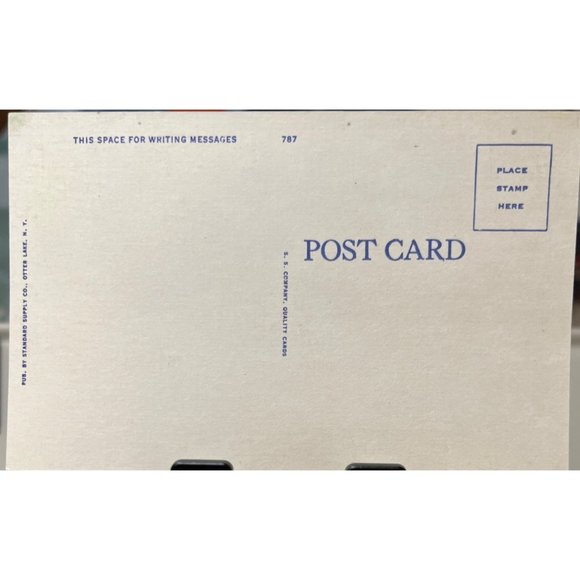 THIS SPACE FOR WRITING MESSAGES
787
PLACE
STAMP
HERE
POST CARD
S. S. COMPANY, QUALITY CARDS
PUB. BY STANDARD SUPPLY CO., OTTER LAKE, N. Y.